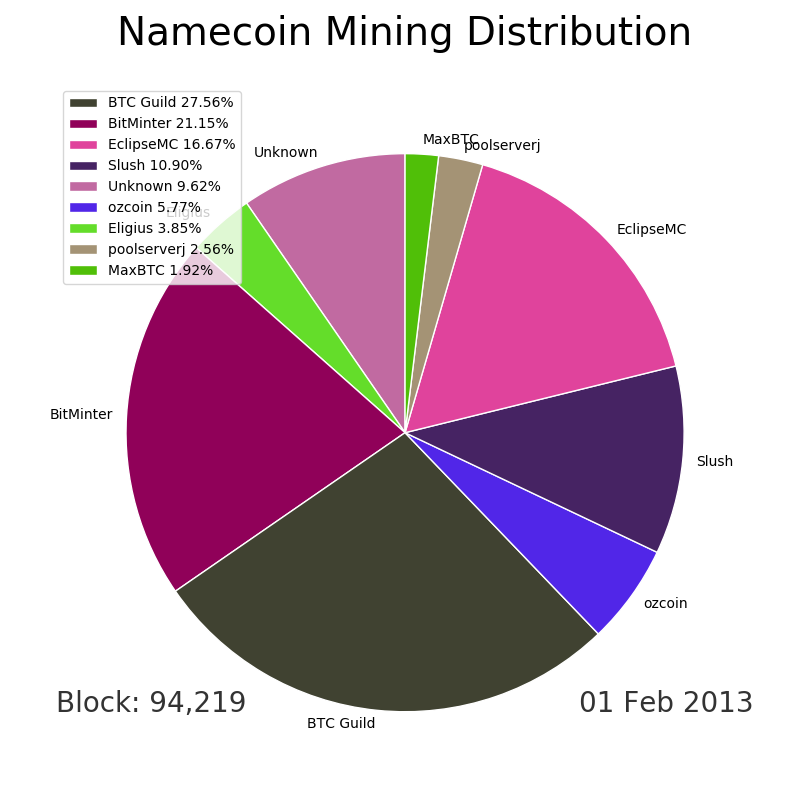 Namecoin Mining Distribution
BTC Guild 27.56%
BitMinter 21.15%
EclipseMC 16.67%
Slush 10.90%
Unknown 9.62%
ozcoin 5.77%
Eligius 3.85%
poolserverj 2.56%
MaxBTC 1.92%
MaxBTC
poolserverj
Unknown
Eligius
EclipseMC
BitMinter
Slush
ozcoin
BTC Guild
Block: 94,219
01 Feb 2013